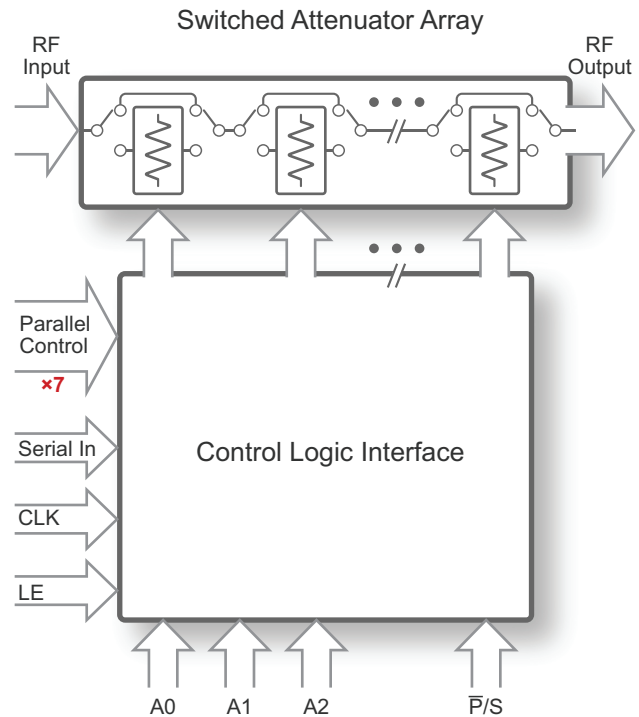 Switched Attenuator Array
RF
Input
RF
Output
Parallel
Control
×7
Serial In
CLK
LE
Control Logic Interface
A0
A1
A2
P̅/S